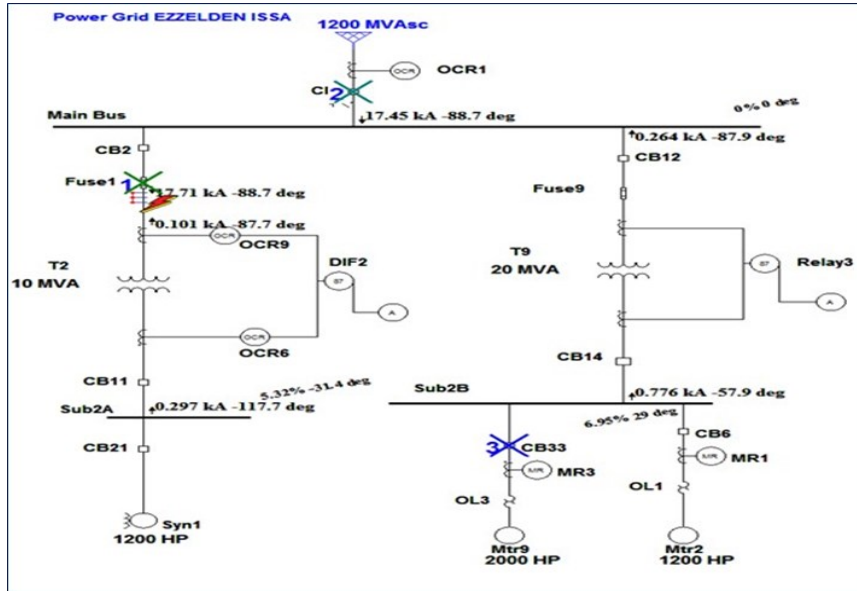 Power Grid EZZELDEN ISSA
1200 MVAsc
OCR
OCR1
CI
2
17.45 kA -88.7 deg
0% 0 deg
Main Bus
0.264 kA -87.9 deg
CB2
CB12
Fuse1
1
17.71 kA -88.7 deg
Fuse9
0.101 kA -87.7 deg
OCR
OCR9
T2
10 MVA
DIF2
87
A
T9
20 MVA
87
Relay3
A
OCR
OCR6
CB14
CB11
5.32% -31.4 deg
Sub2A
0.297 kA -117.7 deg
Sub2B
0.776 kA -57.9 deg
6.95% 29 deg
CB21
3
CB33
CB6
MR
MR3
MR
MR1
OL3
OL1
Syn1
1200 HP
Mtr9
2000 HP
Mtr2
1200 HP